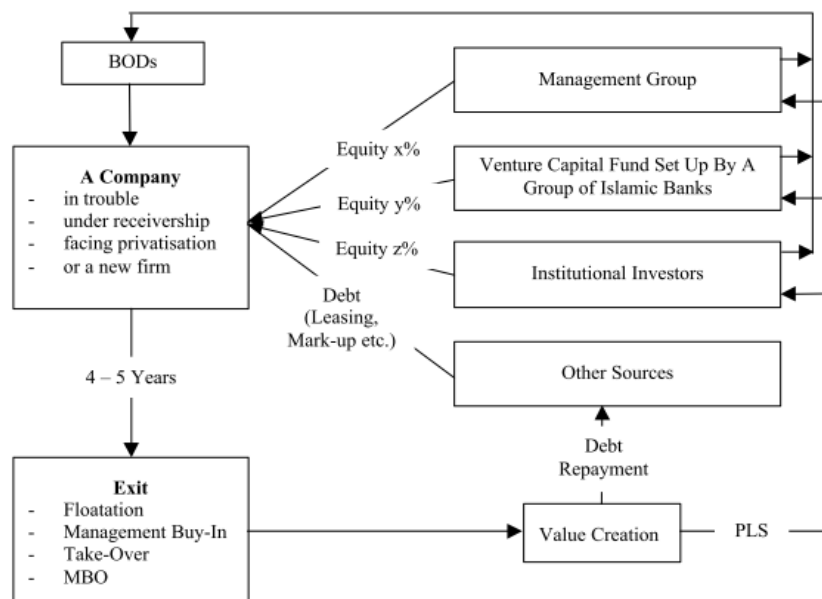 BODs
Management Group
Equity x%
A Company
- in trouble
- under receivership
- facing privatisation
- or a new firm
Venture Capital Fund Set Up By A
Group of Islamic Banks
Equity y%
Equity z%
Institutional Investors
Debt
(Leasing,
Mark-up etc.)
Other Sources
4 – 5 Years
Debt
Repayment
Exit
- Floatation
- Management Buy-In
- Take-Over
- MBO
Value Creation
PLS